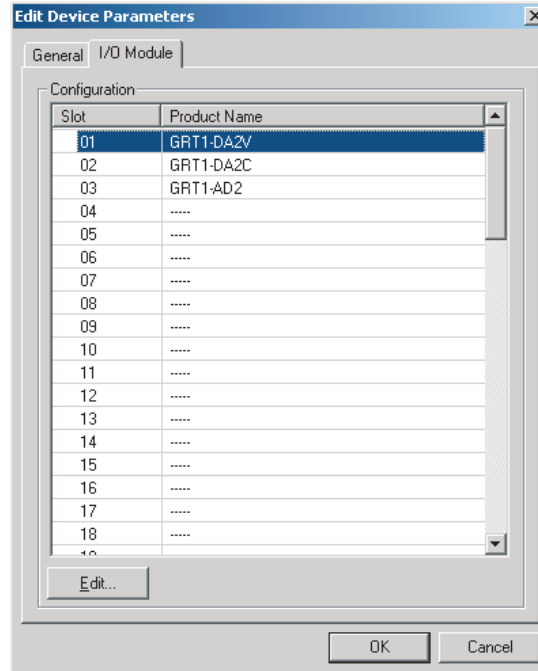 Edit Device Parameters
General I/O Module
Configuration
Slot Product Name
01 GRT1-DA2V
02 GRT1-DA2C
03 GRT1-AD2
04 -----
05 -----
06 -----
07 -----
08 -----
09 -----
10 -----
11 -----
12 -----
13 -----
14 -----
15 -----
16 -----
17 -----
18 -----
Edit...
OK Cancel